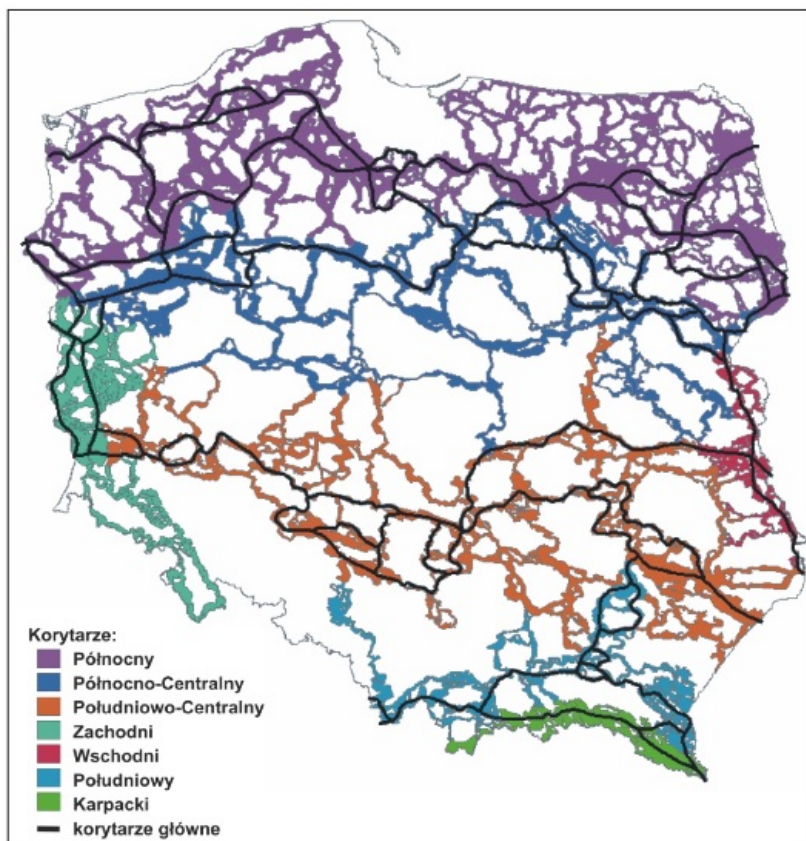 Korytarze:
Północny
Północno-Centralny
Południowo-Centralny
Zachodni
Wschodni
Południowy
Karpacki
korytarze główne